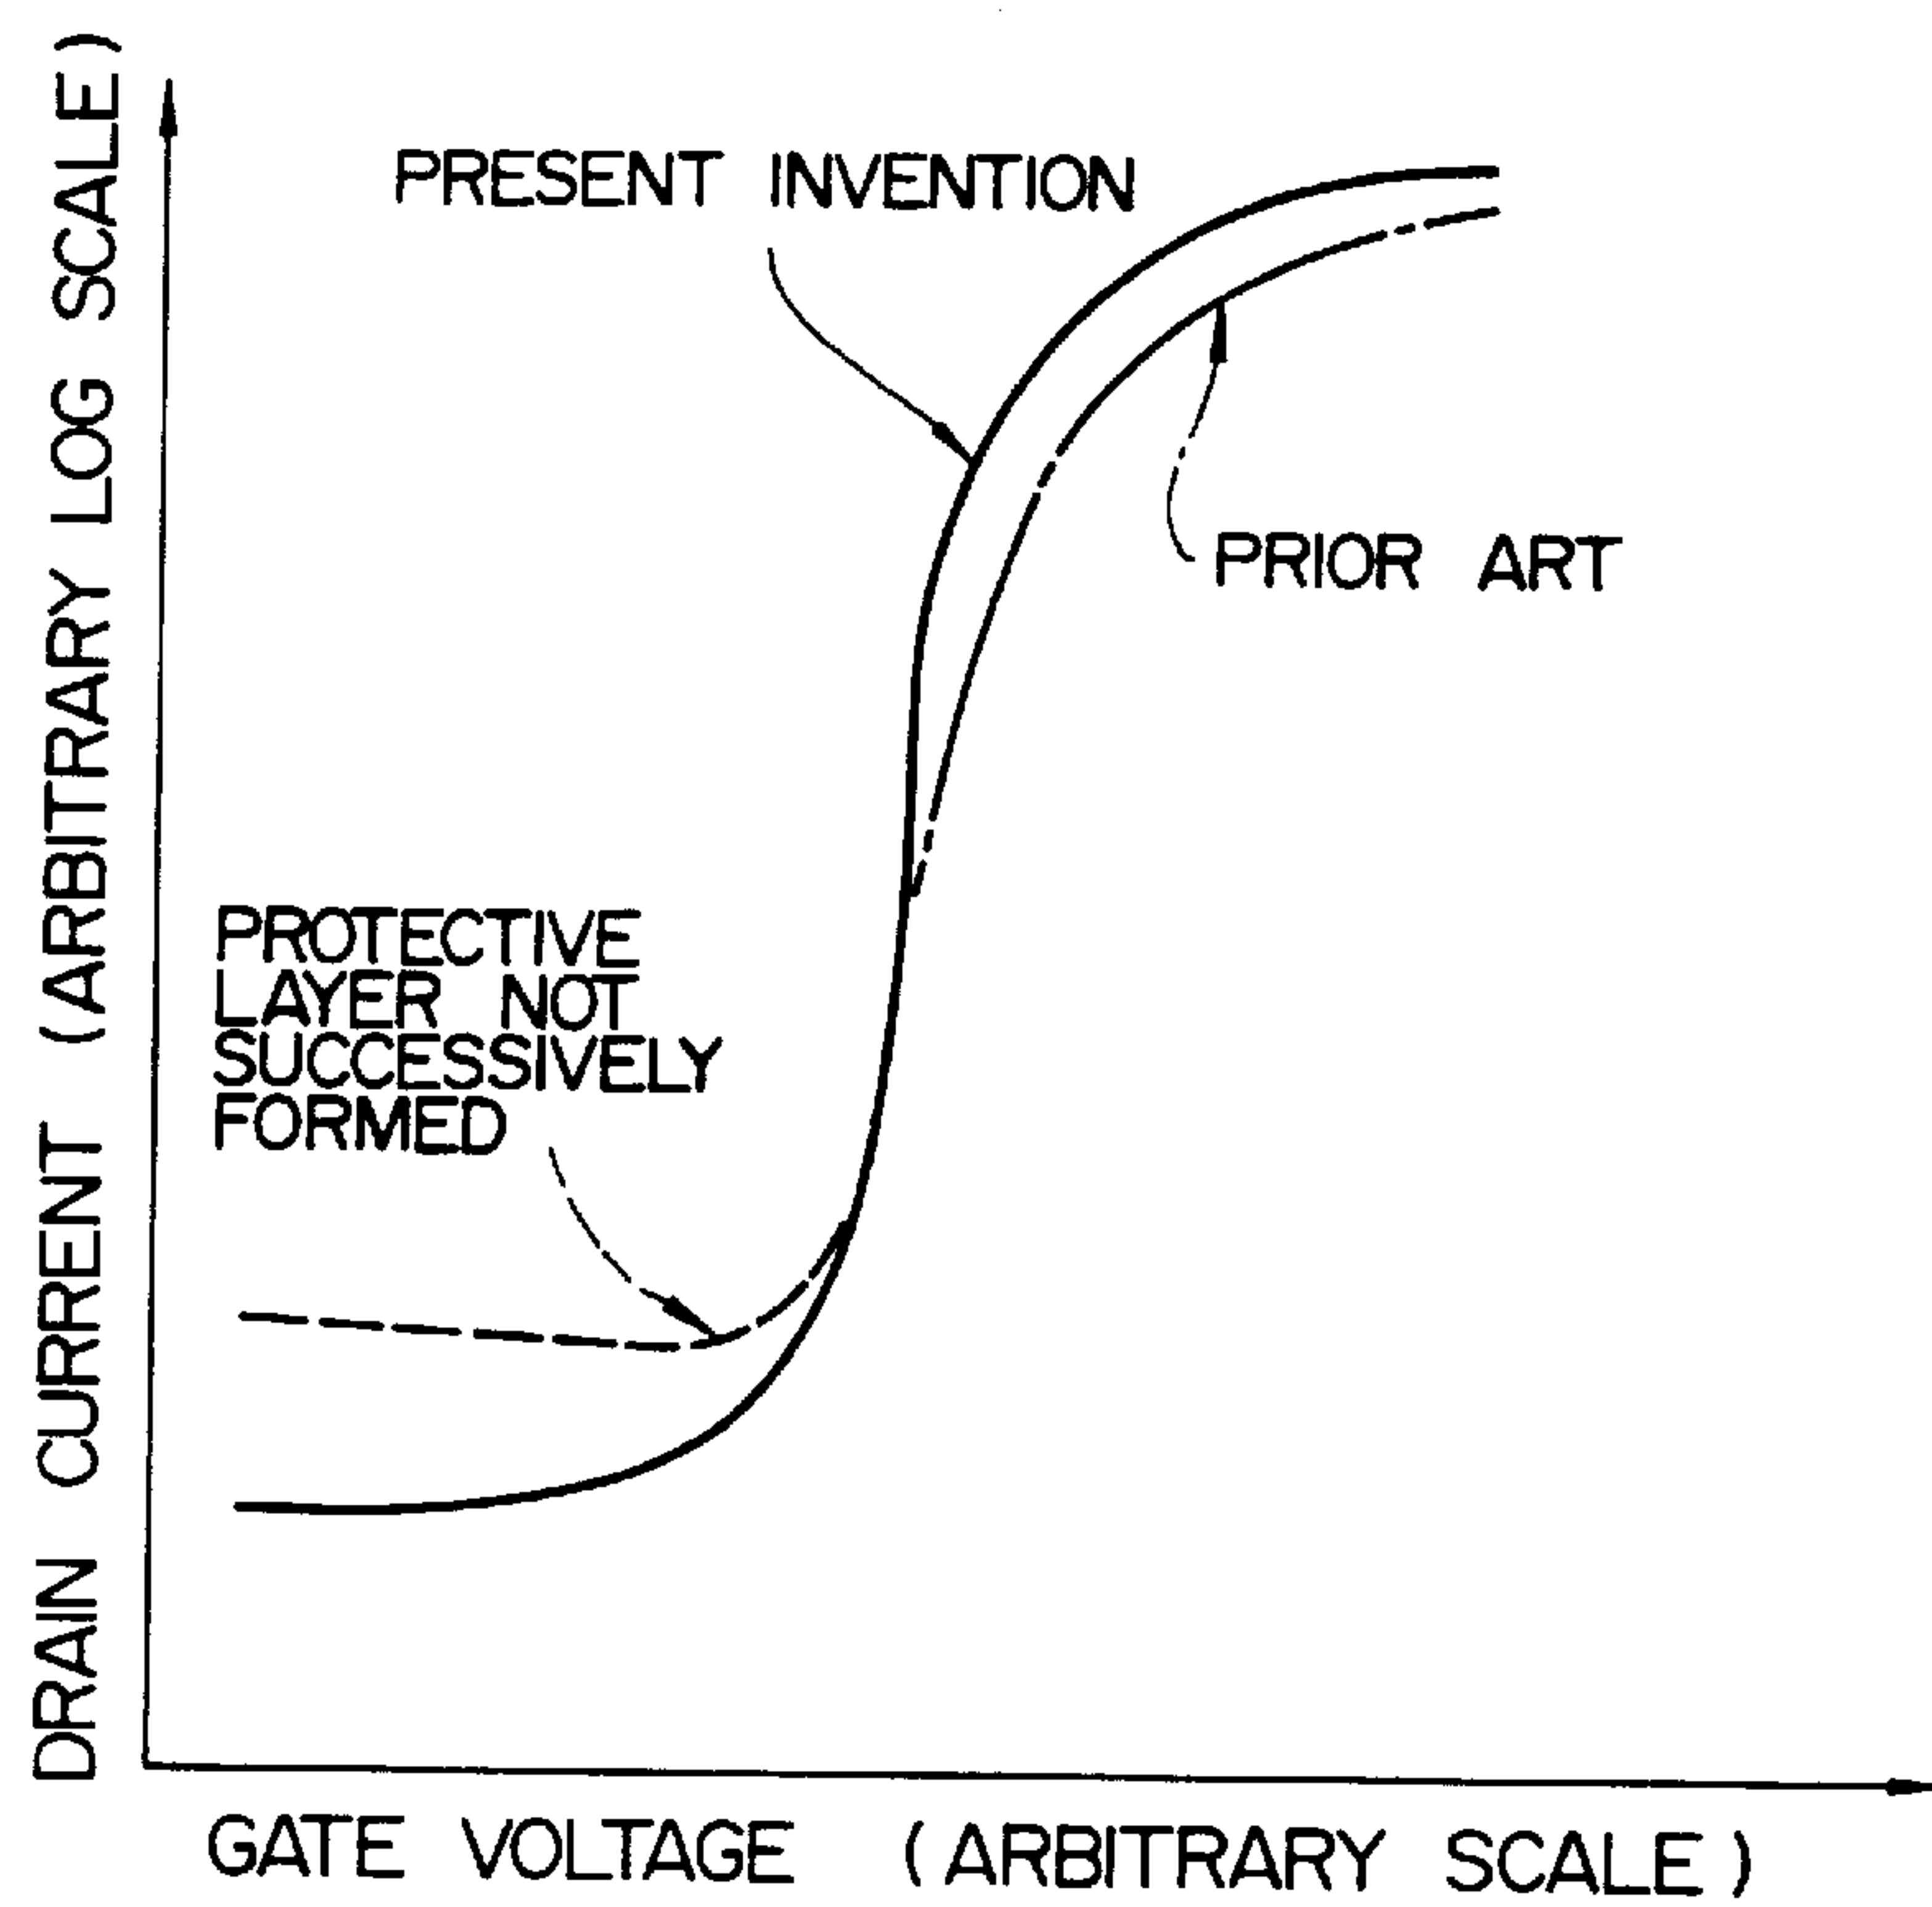 DRAIN CURRENT (ARBITRARY LOG SCALE)
PRESENT INVENTION
PRIOR ART
PROTECTIVE
LAYER NOT
SUCCESSIVELY
FORMED
GATE VOLTAGE (ARBITRARY SCALE)